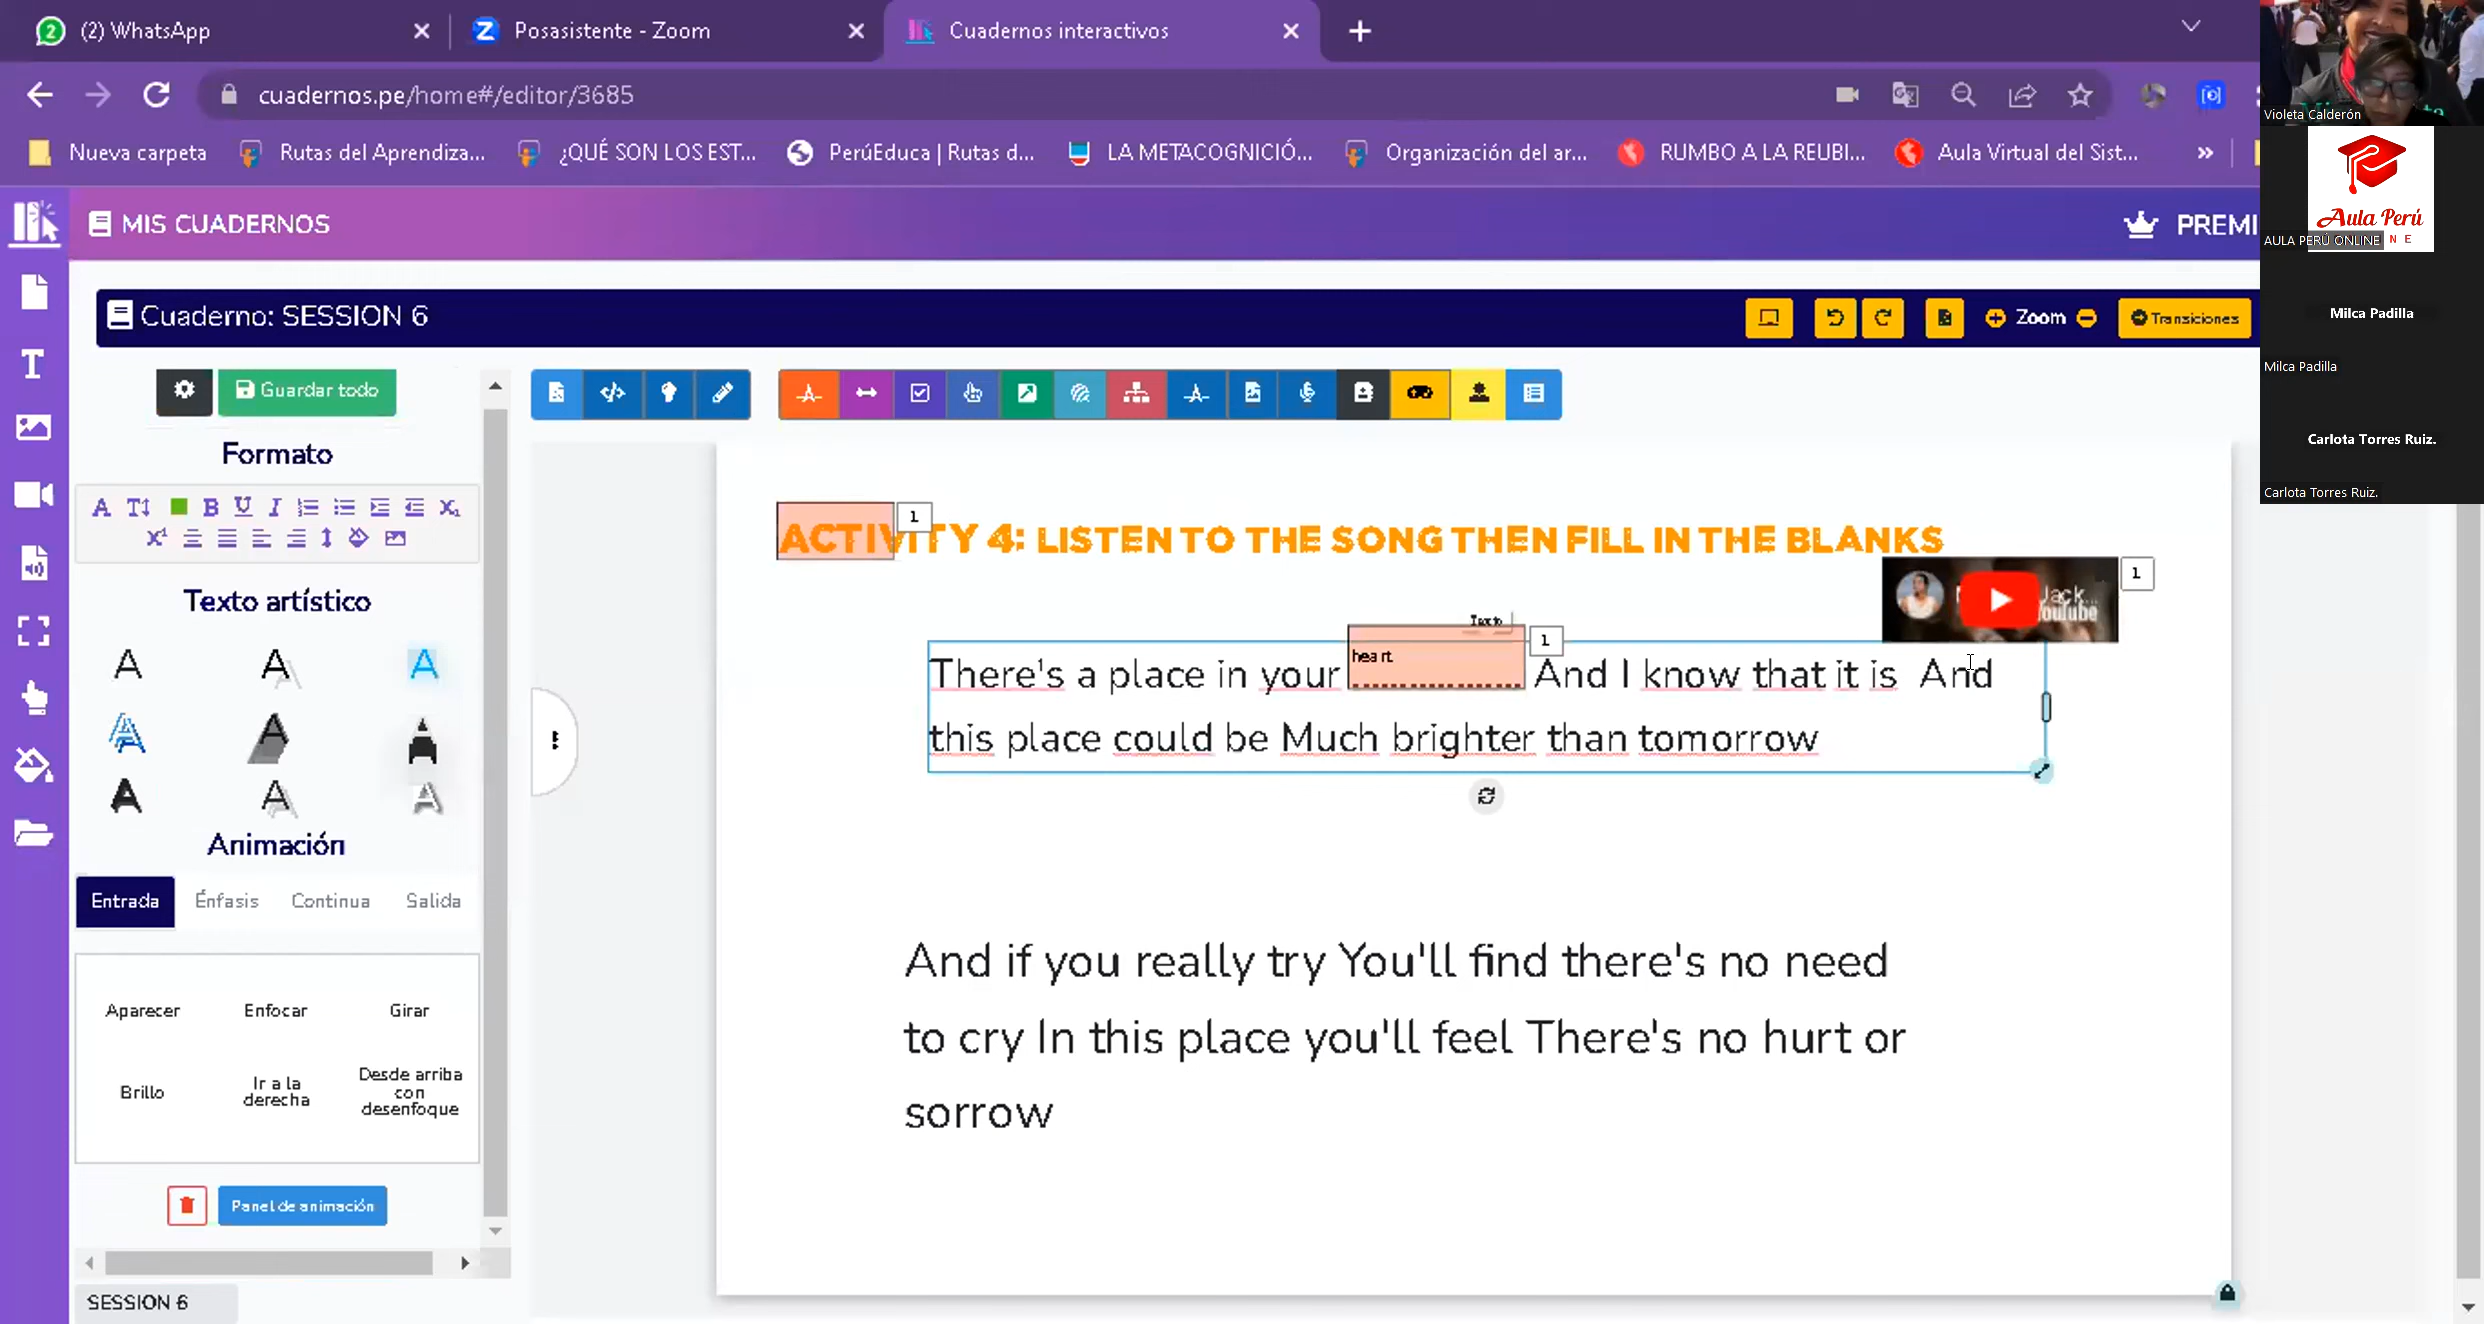 (2) WhatsApp
Posasistente - Zoom
Cuadernos interactivos
cuadernos.pe/home#/editor/3685
Nueva carpeta
Rutas del Aprendiza...
¿QUÉ SON LOS EST...
PerúEduca | Rutas d...
LA METACOGNICIÓ...
Organización del ar...
RUMBO A LA REUBI...
Aula Virtual del Sist...
MIS CUADERNOS
PREMI
Cuaderno: SESSION 6
Zoom
Transiciones
Guardar todo
Formato
Texto artístico
Animación
Entrada
Énfasis
Continua
Salida
Aparecer
Enfocar
Girar
Brillo
Ir a la
derecha
Desde arriba
con
desenfoque
Panel de animación
SESSION 6
ACTIVITY 4: LISTEN TO THE SONG THEN FILL IN THE BLANKS
1
1
YouTube
Texto
heart
1
There's a place in your And I know that it is And
this place could be Much brighter than tomorrow
And if you really try You'll find there's no need
to cry In this place you'll feel There's no hurt or
sorrow
Violeta Calderón
Aula Perú
AULA PERÚ ONLINE
N E
Milca Padilla
Milca Padilla
Carlota Torres Ruiz.
Carlota Torres Ruiz.